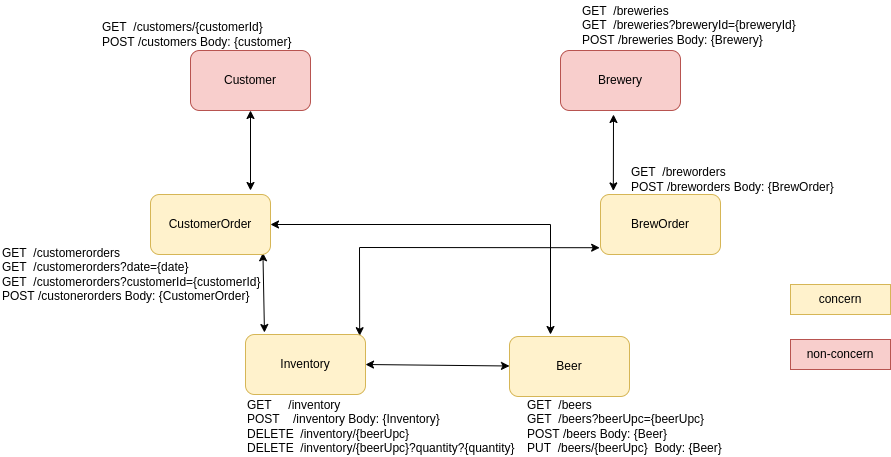 GET /customers/{customerId}
POST /customers Body: {customer}
Customer
GET /breweries
GET /breweries?breweryId={breweryId}
POST /breweries Body: {Brewery}
Brewery
GET /breworders
POST /breworders Body: {BrewOrder}
CustomerOrder
BrewOrder
GET /customerorders
GET /customerorders?date={date}
GET /customerorders?customerId={customerId}
POST /custonerorders Body: {CustomerOrder}
concern
non-concern
Inventory
Beer
GET /inventory
POST /inventory Body: {Inventory}
DELETE /inventory/{beerUpc}
DELETE /inventory/{beerUpc}?quantity?{quantity}
GET /beers
GET /beers?beerUpc={beerUpc}
POST /beers Body: {Beer}
PUT /beers/{beerUpc} Body: {Beer}